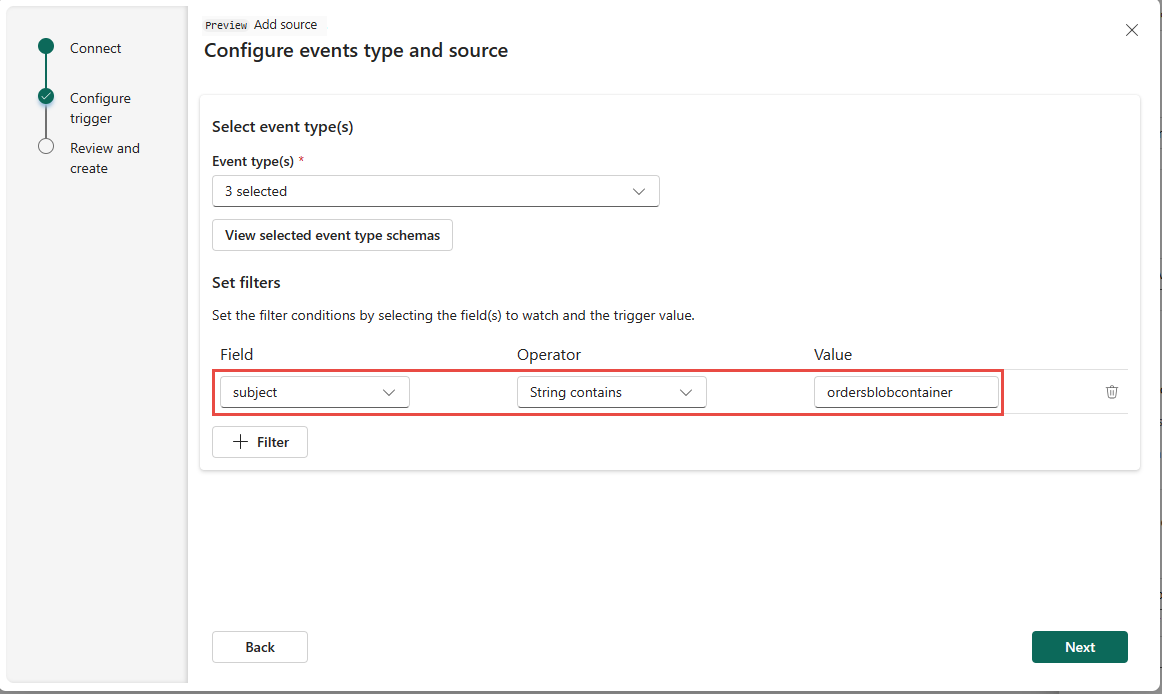 Connect
Configure
trigger
Review and
create
Preview Add source
Configure events type and source
Select event type(s)
Event type(s) *
3 selected
View selected event type schemas
Set filters
Set the filter conditions by selecting the field(s) to watch and the trigger value.
Field Operator Value
subject String contains ordersblobcontainer
Filter
Back Next